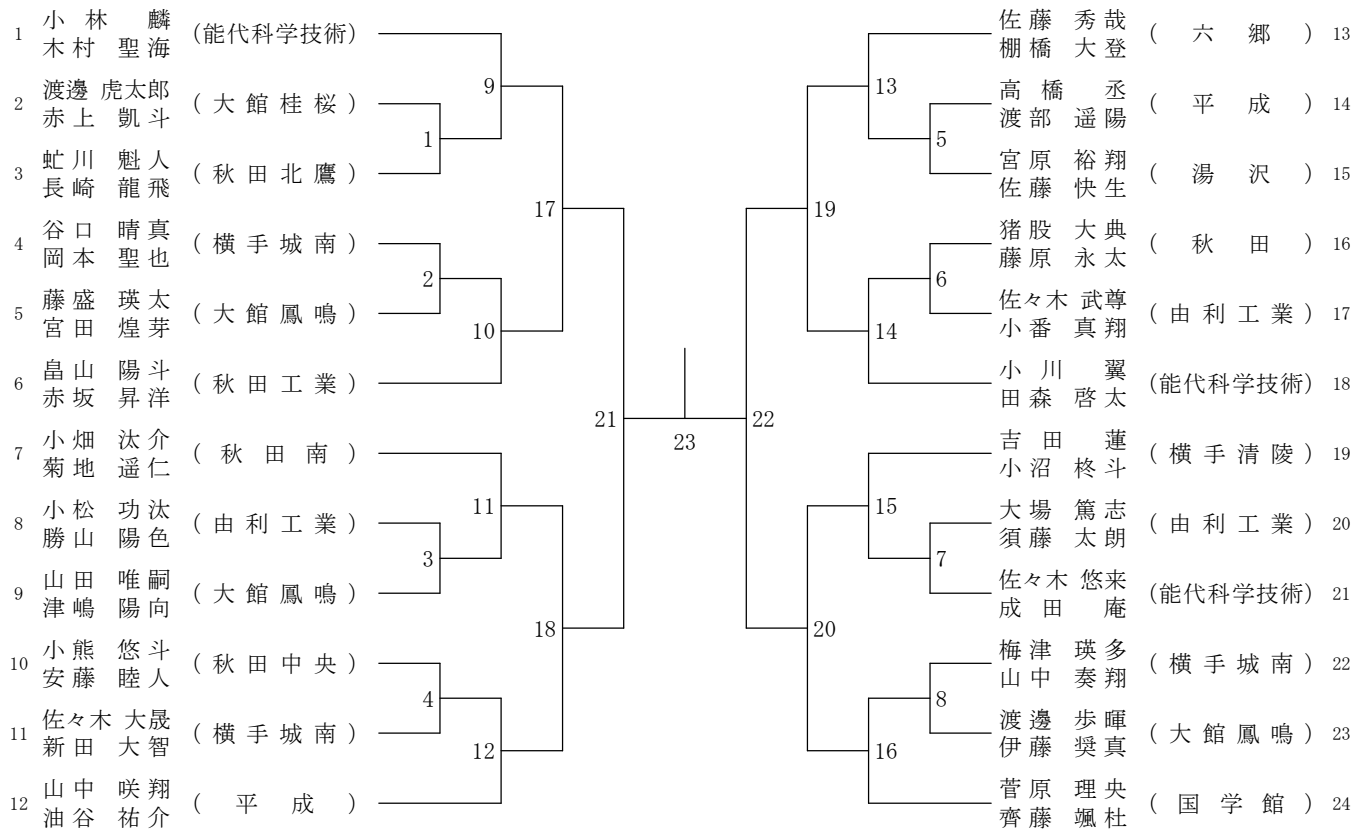 1 小林 麟 (能代科学技術)
木村 聖海
2 渡邊 虎太郎 (大館桂桜)
赤上 凱斗
3 虻川 魁人 (秋田北鷹)
長崎 龍飛
4 谷口 晴真 (横手城南)
岡本 聖也
5 藤盛 瑛太 (大館鳳鳴)
宮田 煌芽
6 畠山 陽斗 (秋田工業)
赤坂 昇洋
7 小畑 汰介 (秋田南)
菊地 遥仁
8 小松 功汰 (由利工業)
勝山 陽色
9 山田 唯嗣 (大館鳳鳴)
津嶋 陽向
10 小熊 悠斗 (秋田中央)
安藤 睦人
11 佐々木 大晟 (横手城南)
新田 大智
12 山中 咲翔 (平成)
油谷 祐介
1
2
3
4
9
10
11
12
17
18
21
23
22
19
20
13
14
15
16
5
6
7
8
佐藤 秀哉 (六郷) 13
棚橋 大登
高橋 丞 (平成) 14
渡部 遥陽
宮原 裕翔 (湯沢) 15
佐藤 快生
猪股 大典 (秋田) 16
藤原 永太
佐々木 武尊 (由利工業) 17
小番 真翔
小川 翼 (能代科学技術) 18
田森 啓太
吉田 蓮 (横手清陵) 19
小沼 柊斗
大場 篤志 (由利工業) 20
須藤 太朗
佐々木 悠来 (能代科学技術) 21
成田 庵
梅津 瑛多 (横手城南) 22
山中 奏翔
渡邊 歩暉 (大館鳳鳴) 23
伊藤 奨真
菅原 理央 (国学館) 24
齊藤 颯杜